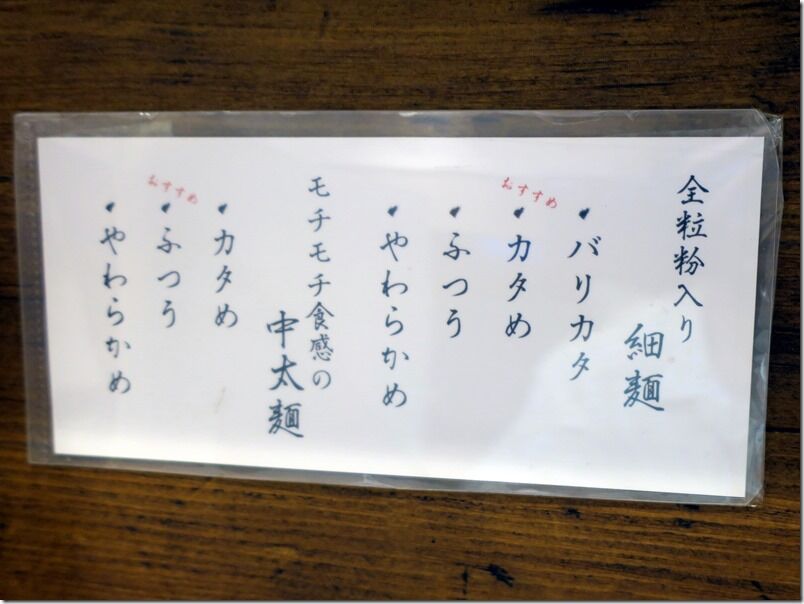 全粒粉入り
細麺
・バリカタ
おすすめ
・カタめ
・ふつう
・やわらかめ
モチモチ食感の
中太麺
・カタめ
おすすめ
・ふつう
・やわらかめ